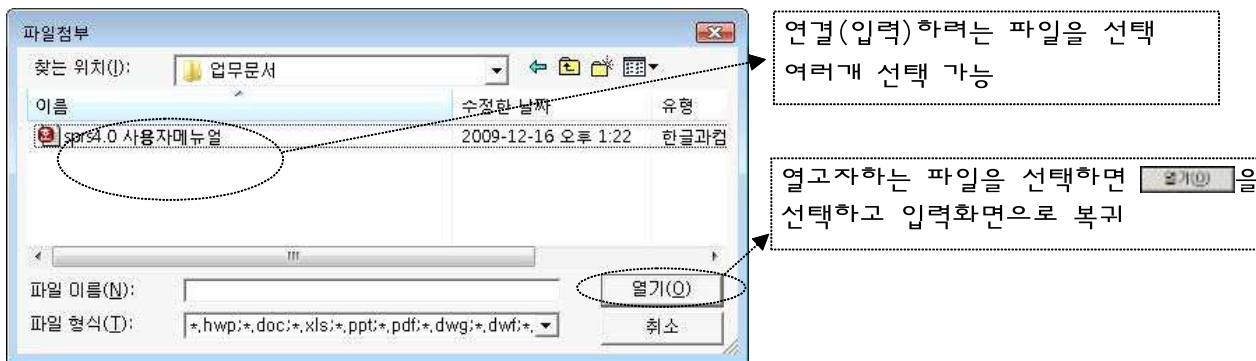 파일첨부
찾는 위치(I):
업무문서
이름
수정한 날짜
유형
sprs4.0 사용자메뉴얼
2009-12-16 오후 1:22
한글과컴
파일 이름(N):
열기(O)
파일 형식(T):
*.hwp;*.doc;*.xls;*.ppt;*.pdf;*.dwg;*.dwf;*.
취소
연결(입력)하려는 파일을 선택
여러개 선택 가능
열고자하는 파일을 선택하면 열기(O) 을
선택하고 입력화면으로 복귀